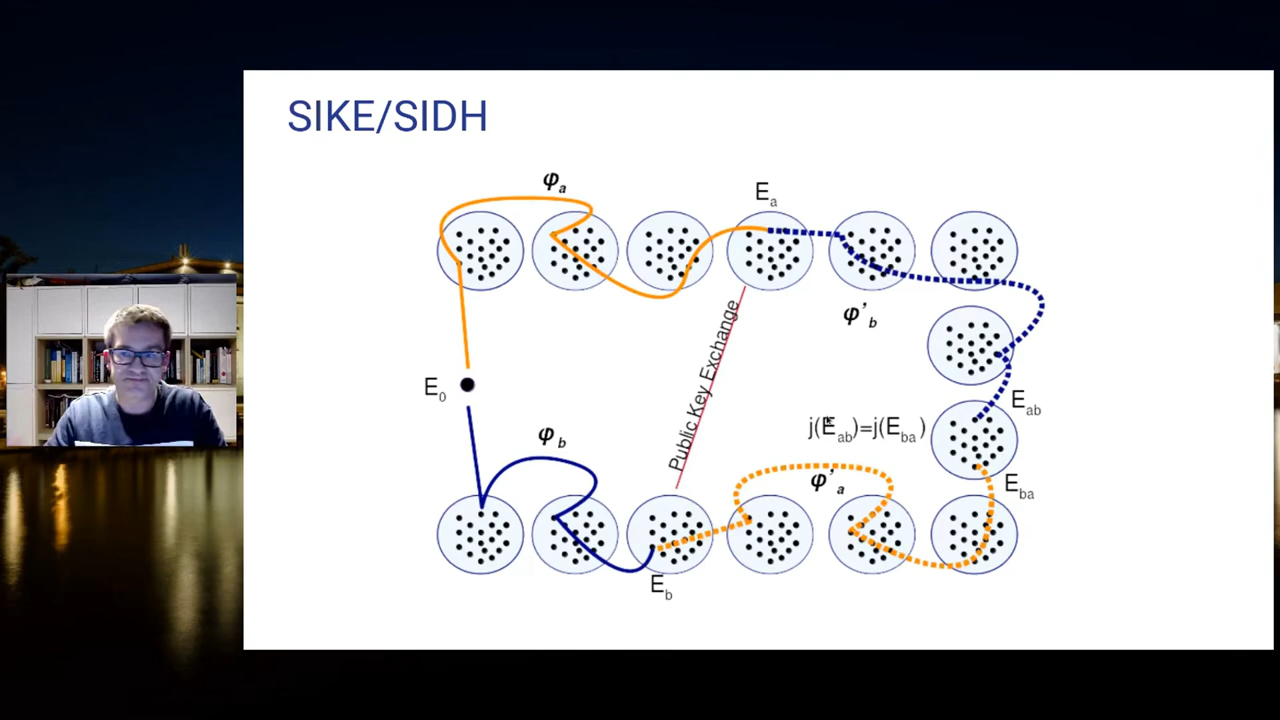 SIKE/SIDH
φa
Ea
φ'b
E0
Public Key Exchange
Eab
j(Eab)=j(Eba)
φb
φ'a
Eba
Eb